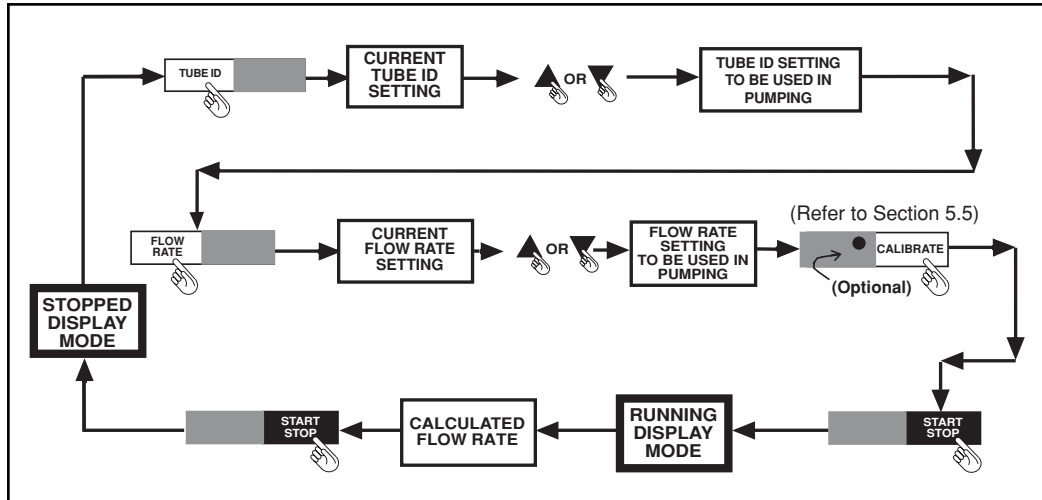 TUBE ID
CURRENT
TUBE ID
SETTING
OR
TUBE ID SETTING
TO BE USED IN
PUMPING
FLOW
RATE
CURRENT
FLOW RATE
SETTING
OR
FLOW RATE
SETTING
TO BE USED IN
PUMPING
(Refer to Section 5.5)
CALIBRATE
(Optional)
STOPPED
DISPLAY
MODE
START
STOP
CALCULATED
FLOW RATE
RUNNING
DISPLAY
MODE
START
STOP